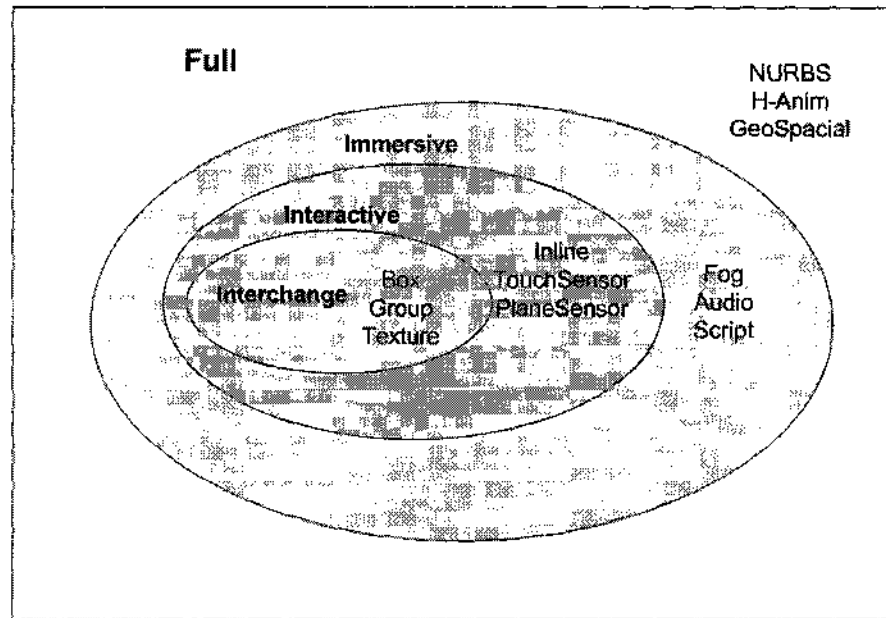 Full
NURBS
H-Anim
GeoSpacial
Immersive
Interactive
Inline
TouchSensor
PlaneSensor
Interchange
Box
Group
Texture
Fog
Audio
Script